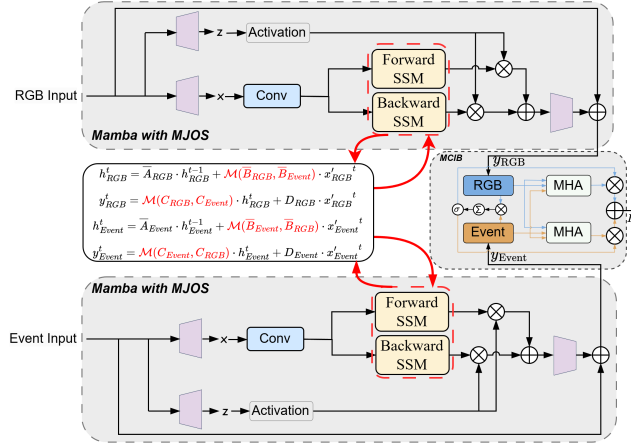 z
Activation
Forward
SSM
RGB Input
x
Conv
Backward
SSM
Mamba with MJOS
MCIB
y_RGB
h^t_RGB = A̅_RGB · h^{t-1}_RGB + M(B̅_RGB, B̅_Event) · x'_RGB^t
y^t_RGB = M(C_RGB, C_Event) · h^t_RGB + D_RGB · x'_RGB^t
h^t_Event = A̅_Event · h^{t-1}_Event + M(B̅_Event, B̅_RGB) · x'_Event^t
y^t_Event = M(C_Event, C_RGB) · h^t_Event + D_Event · x'_Event^t
RGB
MHA
σ
Σ
Event
MHA
y_Event
Mamba with MJOS
Forward
SSM
Event Input
x
Conv
Backward
SSM
z
Activation